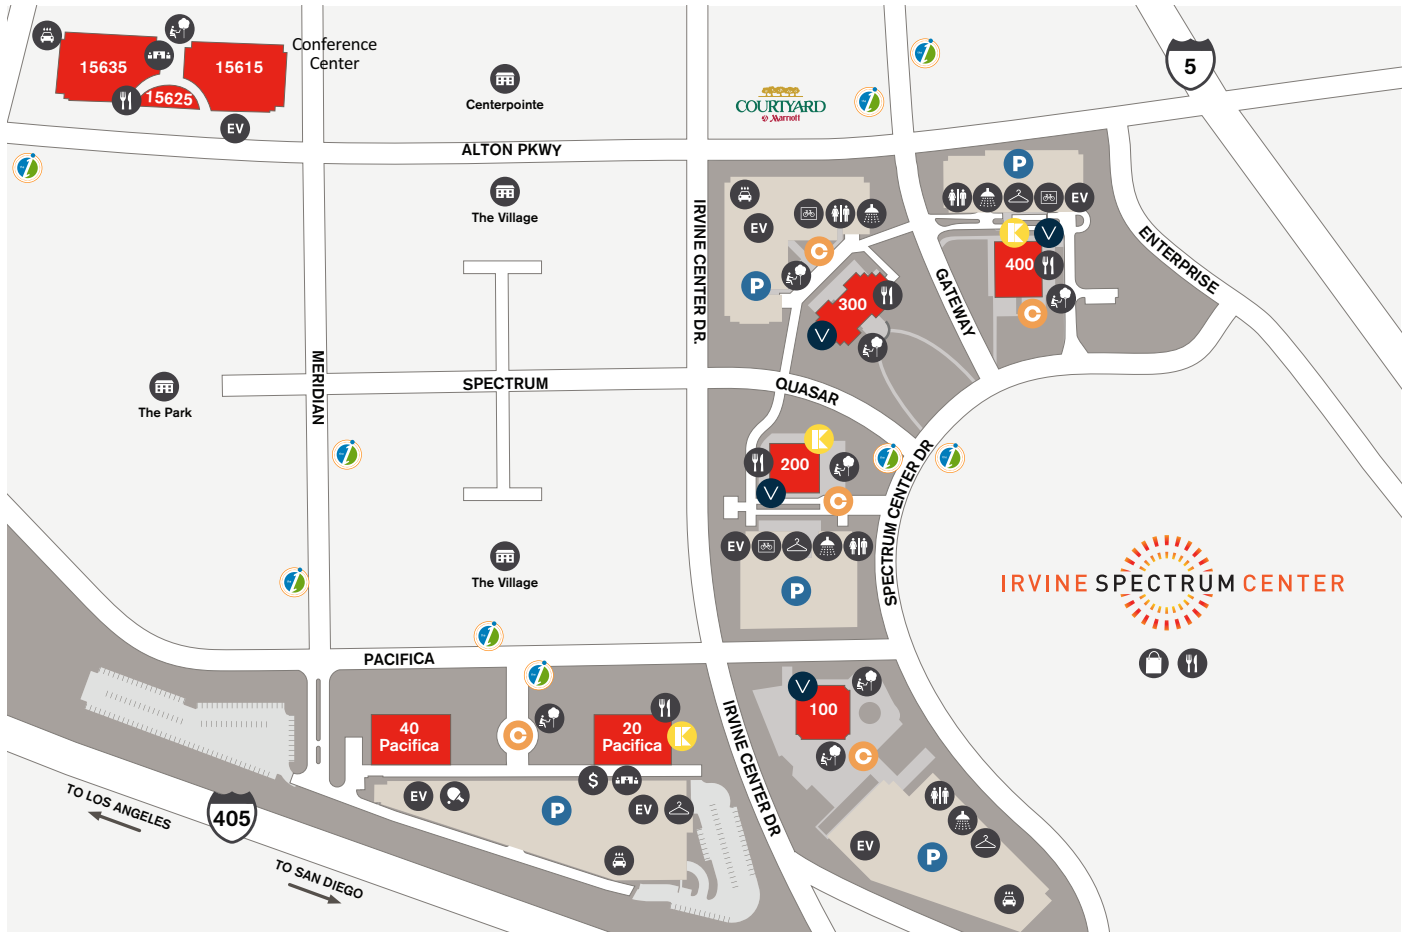 Conference
Center
15635
15615
15625
EV
5
Centerpointe
COURTYARD
Marriott
ALTON PKWY
P
The Village
EV
EV
IRVINE CENTER DR.
C
K
V
400
ENTERPRISE
GATEWAY
P
300
C
V
MERIDIAN
SPECTRUM
QUASAR
The Park
K
200
V
C
SPECTRUM CENTER DR
EV
The Village
P
IRVINE SPECTRUM CENTER
PACIFICA
V
100
40
Pacifica
C
20
Pacifica
K
IRVINE CENTER DR
C
$
EV
P
EV
TO LOS ANGELES
405
EV
P
TO SAN DIEGO